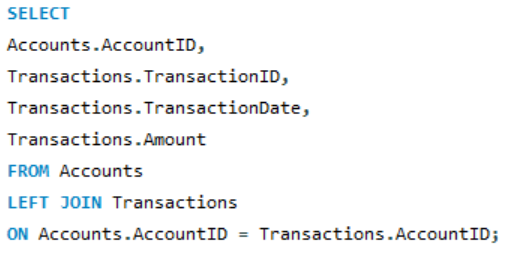 SELECT
Accounts.AccountID,
Transactions.TransactionID,
Transactions.TransactionDate,
Transactions.Amount
FROM Accounts
LEFT JOIN Transactions
ON Accounts.AccountID = Transactions.AccountID;